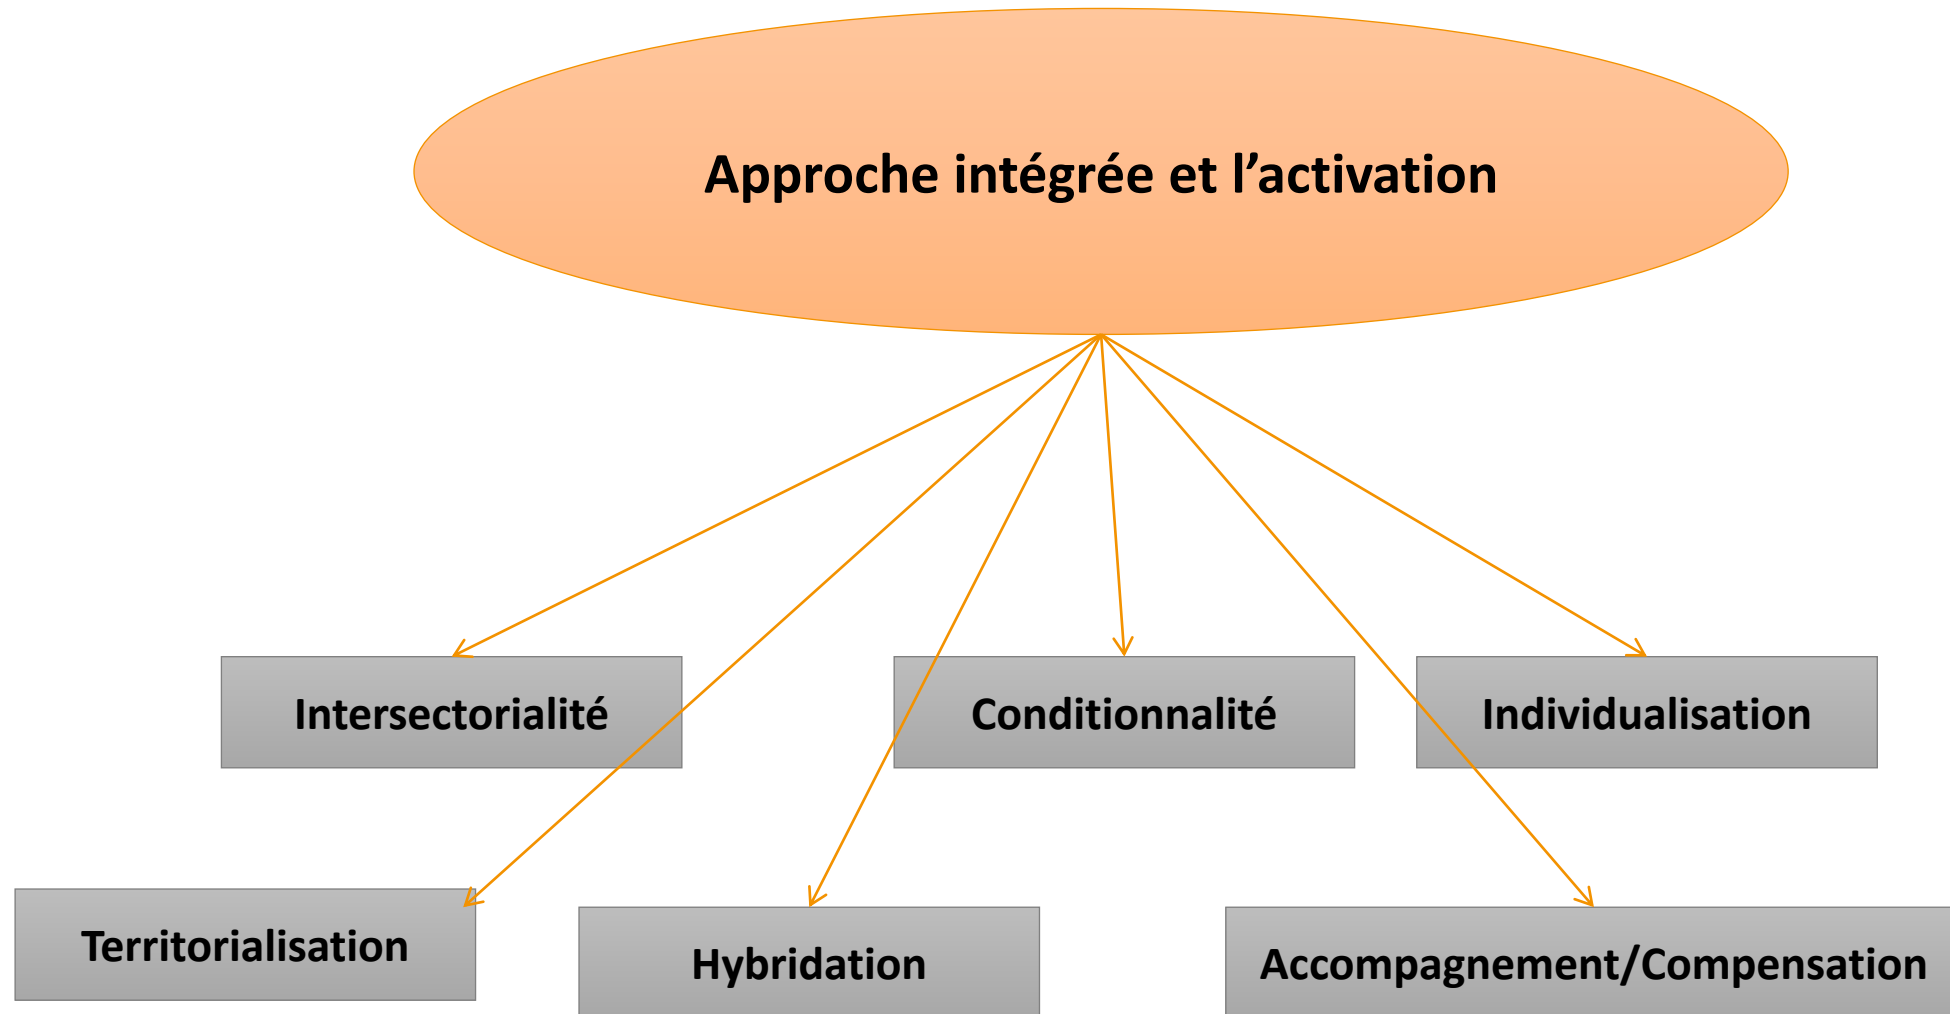 Approche intégrée et l’activation
Intersectorialité
Conditionnalité
Individualisation
Territorialisation
Hybridation
Accompagnement/Compensation